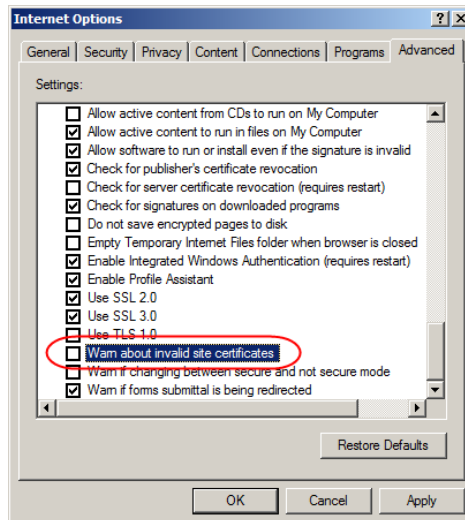 Internet Options
General Security Privacy Content Connections Programs Advanced
Settings:
Allow active content from CDs to run on My Computer
Allow active content to run in files on My Computer
Allow software to run or install even if the signature is invalid
Check for publisher's certificate revocation
Check for server certificate revocation (requires restart)
Check for signatures on downloaded programs
Do not save encrypted pages to disk
Empty Temporary Internet Files folder when browser is closed
Enable Integrated Windows Authentication (requires restart)
Enable Profile Assistant
Use SSL 2.0
Use SSL 3.0
Use TLS 1.0
Warn about invalid site certificates
Warn if changing between secure and not secure mode
Warn if forms submittal is being redirected
Restore Defaults
OK Cancel Apply